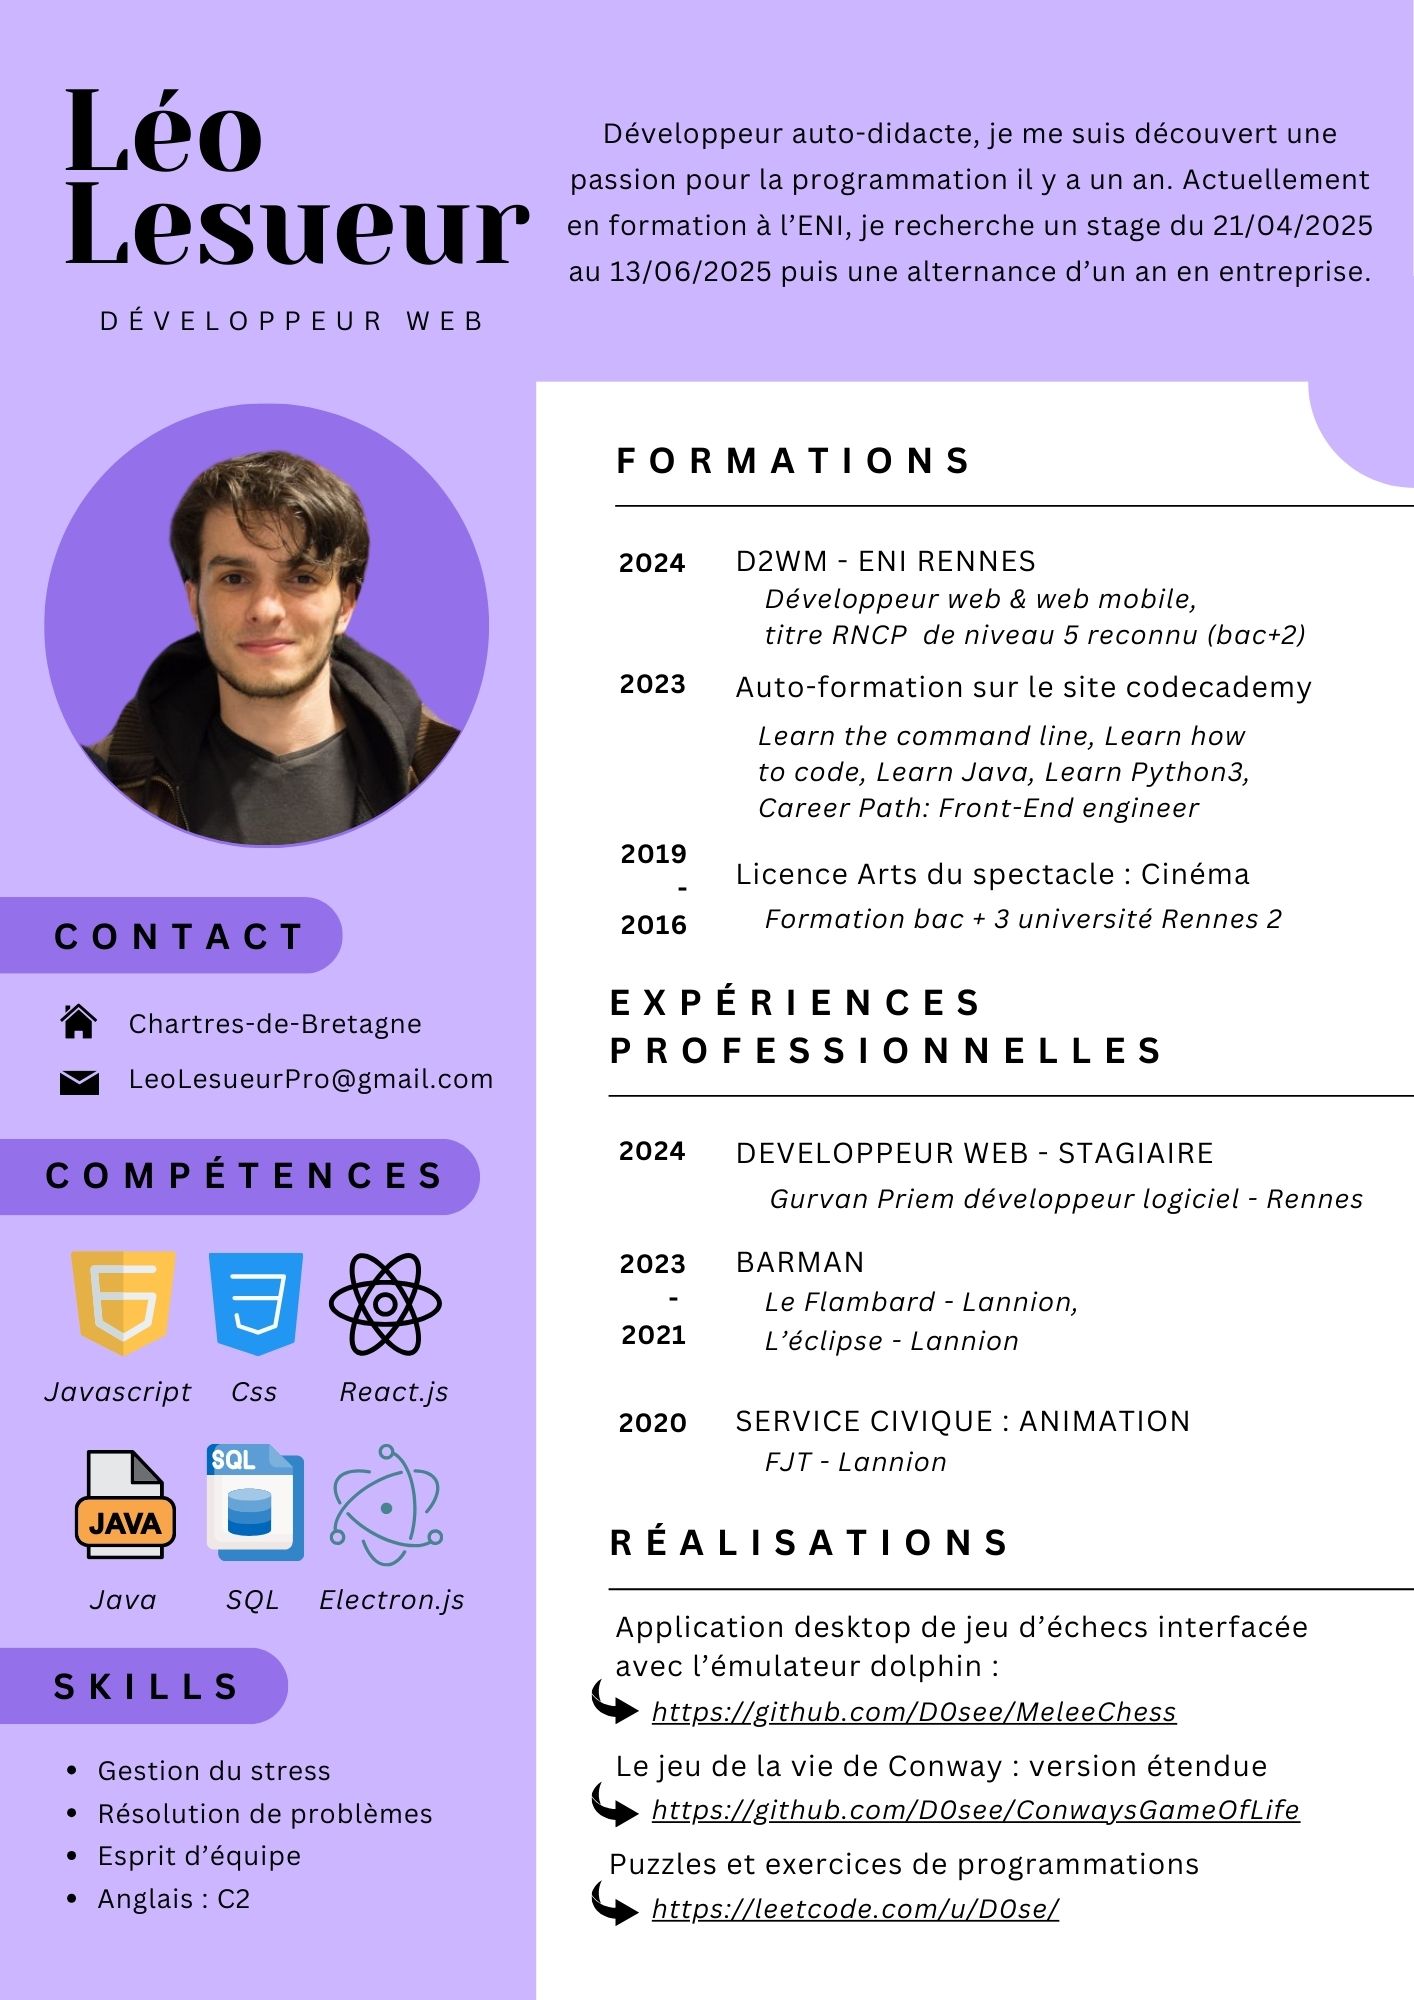 Léo
Lesueur
DÉVELOPPEUR WEB
Développeur auto-didacte, je me suis découvert une
passion pour la programmation il y a un an. Actuellement
en formation à l’ENI, je recherche un stage du 21/04/2025
au 13/06/2025 puis une alternance d’un an en entreprise.
CONTACT
Chartres-de-Bretagne
LeoLesueurPro@gmail.com
COMPÉTENCES
Javascript Css React.js
SQL
JAVA
Java SQL Electron.js
SKILLS
• Gestion du stress
• Résolution de problèmes
• Esprit d’équipe
• Anglais : C2
FORMATIONS
2024 D2WM - ENI RENNES
Développeur web & web mobile,
titre RNCP de niveau 5 reconnu (bac+2)
2023 Auto-formation sur le site codecademy
Learn the command line, Learn how
to code, Learn Java, Learn Python3,
Career Path: Front-End engineer
2019
-
Licence Arts du spectacle : Cinéma
2016 Formation bac + 3 université Rennes 2
EXPÉRIENCES
PROFESSIONNELLES
2024 DEVELOPPEUR WEB - STAGIAIRE
Gurvan Priem développeur logiciel - Rennes
2023 BARMAN
-
Le Flambard - Lannion,
2021 L’éclipse - Lannion
2020 SERVICE CIVIQUE : ANIMATION
FJT - Lannion
RÉALISATIONS
Application desktop de jeu d’échecs interfacée
avec l’émulateur dolphin :
https://github.com/D0see/MeleeChess
Le jeu de la vie de Conway : version étendue
https://github.com/D0see/ConwaysGameOfLife
Puzzles et exercices de programmations
https://leetcode.com/u/D0se/